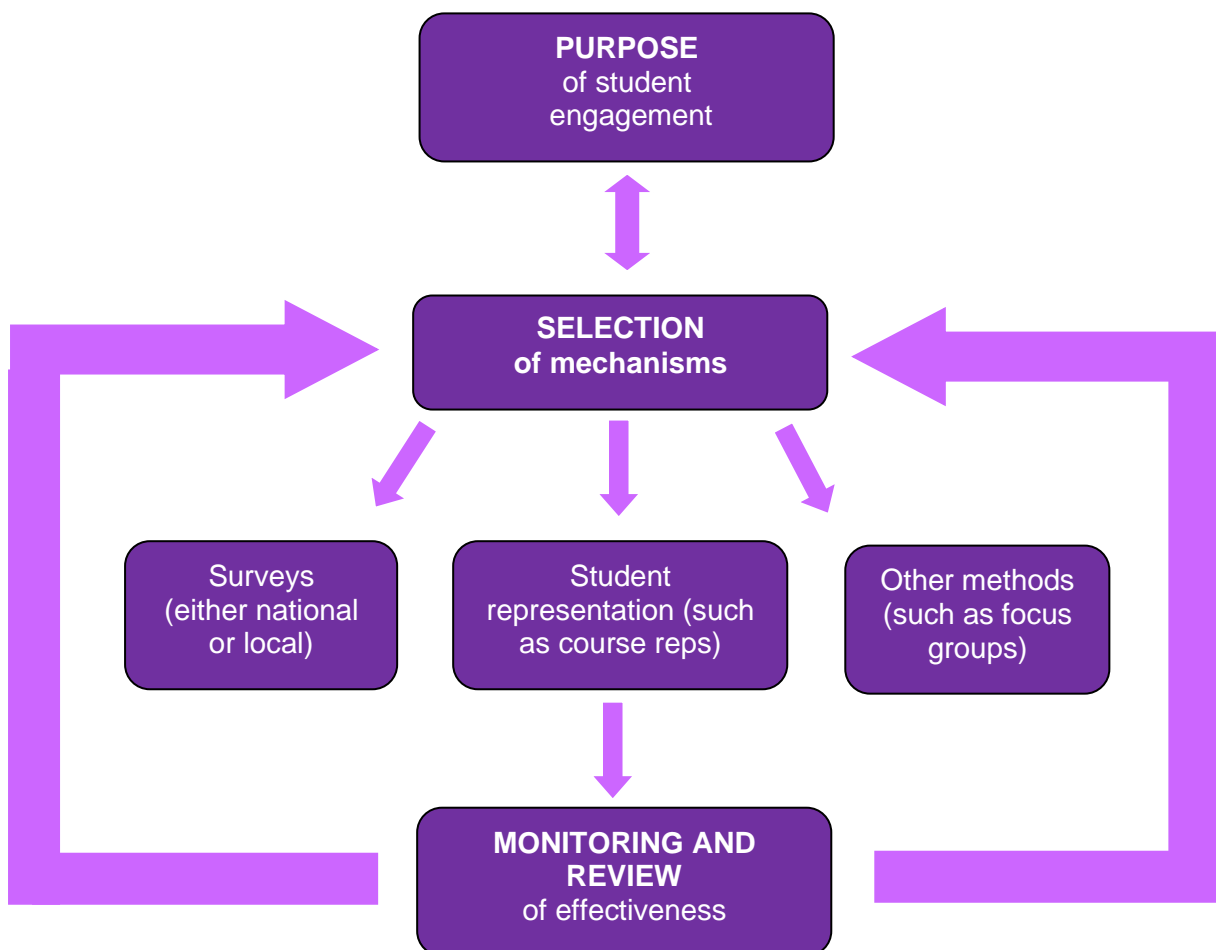 PURPOSE
of student
engagement
SELECTION
of mechanisms
Surveys
(either national
or local)
Student
representation (such
as course reps)
Other methods
(such as focus
groups)
MONITORING AND
REVIEW
of effectiveness